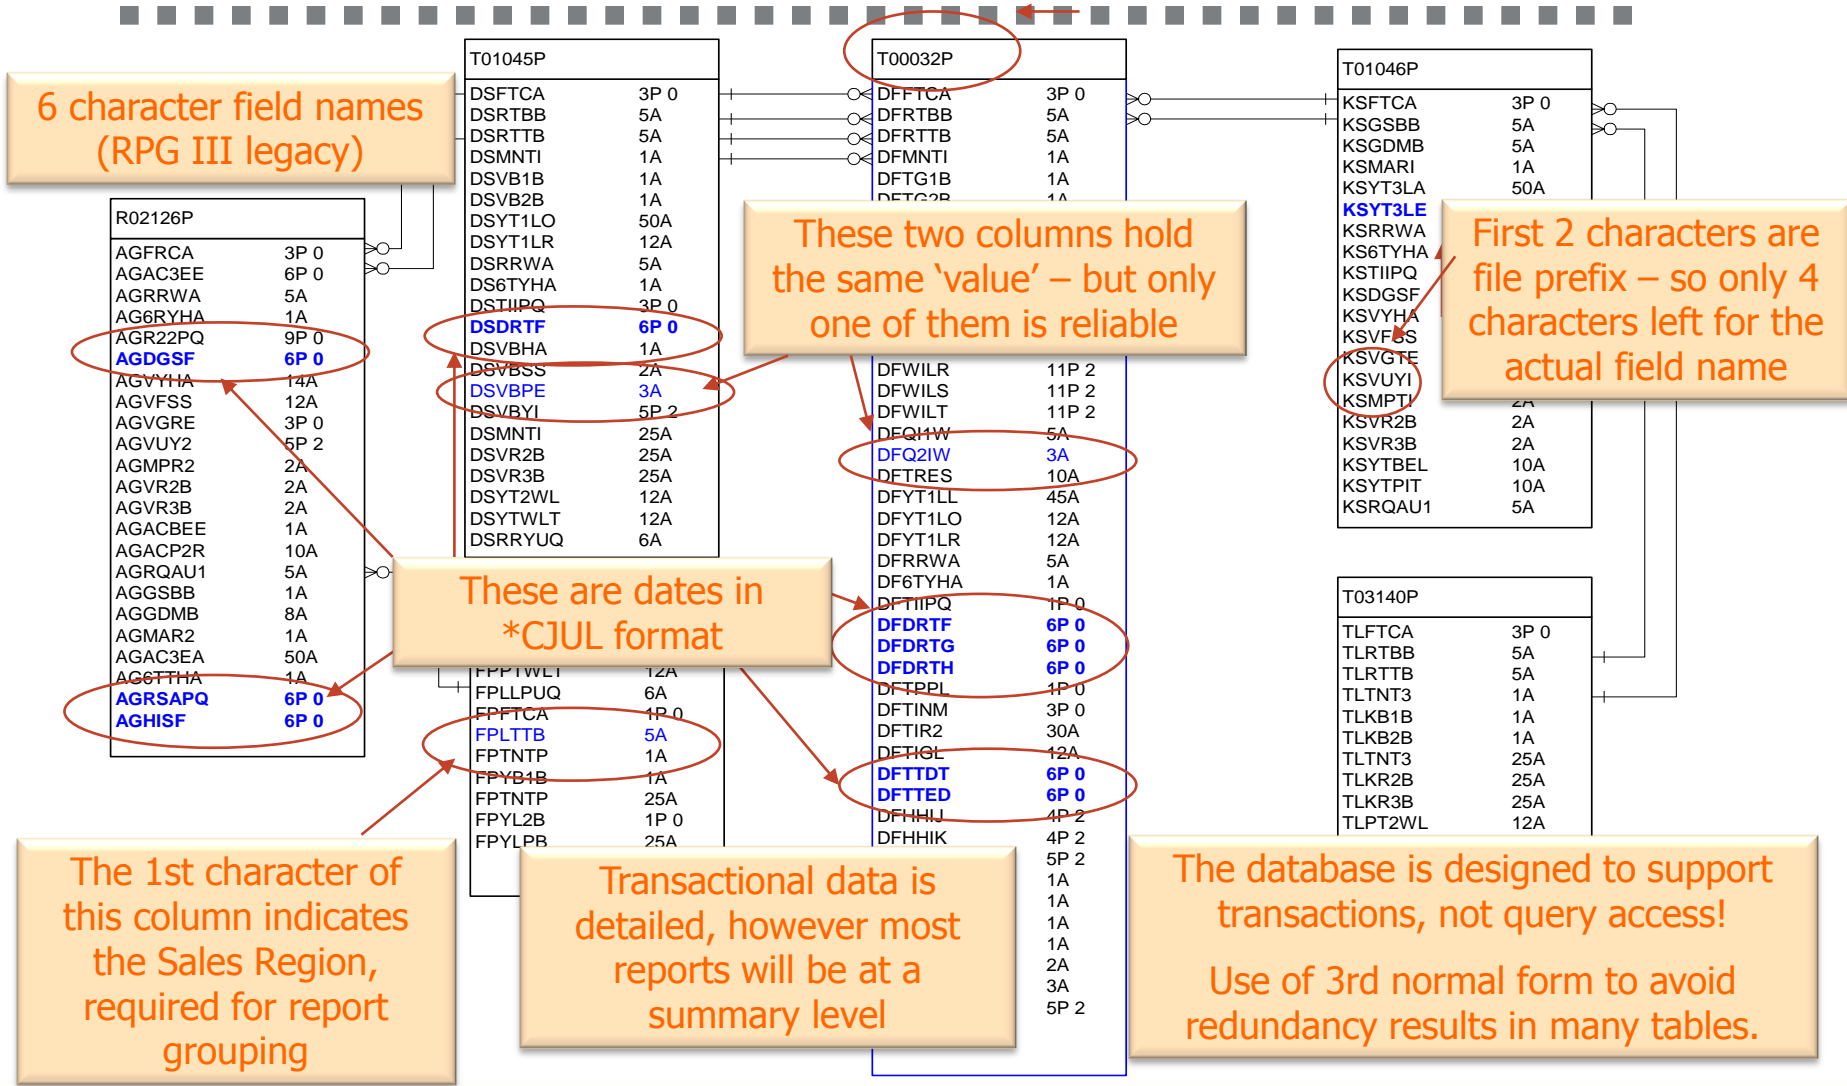 6 character field names
(RPG III legacy)
R02126P
AGFRCA 3P 0
AGAC3EE 6P 0
AGRRWA 5A
AG6RYHA 1A
AGR22PQ 9P 0
AGDGSF 6P 0
AGVYHA 14A
AGVFSS 12A
AGVGRE 3P 0
AGVUY2 5P 2
AGMPR2 2A
AGVR2B 2A
AGVR3B 2A
AGACBEE 1A
AGACP2R 10A
AGRQAU1 5A
AGGSBB 1A
AGGDMB 8A
AGMAR2 1A
AGAC3EA 50A
AG6TTHA 1A
AGRSAPQ 6P 0
AGHISF 6P 0
T01045P
DSFTCA 3P 0
DSRTBB 5A
DSRTTB 5A
DSMNTI 1A
DSVB1B 1A
DSVB2B 1A
DSYT1LO 50A
DSYT1LR 12A
DSRRWA 5A
DS6TYHA 1A
DSTIIPQ 3P 0
DSDRTF 6P 0
DSVBHA 1A
DSVBSS 2A
DSVBPE 3A
DSVBYI 5P 2
DSMNTI 25A
DSVR2B 25A
DSVR3B 25A
DSYT2WL 12A
DSYTWLT 12A
DSRRYUQ 6A
These are dates in
*CJUL format
FPPTWLT 12A
FPLLPUQ 6A
FPFTCA 1P 0
FPLTTB 5A
FPTNTP 1A
FPYB1B 1A
FPTNTP 25A
FPYL2B 1P 0
FPYLPB 25A
T00032P
DFFTCA 3P 0
DFRTBB 5A
DFRTTB 5A
DFMNTI 1A
DFTG1B 1A
DFTG2B 1A
These two columns hold
the same ‘value’ – but only
one of them is reliable
DFWILR 11P 2
DFWILS 11P 2
DFWILT 11P 2
DFQI1W 5A
DFQ2IW 3A
DFTRES 10A
DFYT1LL 45A
DFYT1LO 12A
DFYT1LR 12A
DFRRWA 5A
DF6TYHA 1A
DFTIIPQ 1P 0
DFDRTF 6P 0
DFDRTG 6P 0
DFDRTH 6P 0
DFTPPL 1P 0
DFTINM 3P 0
DFTIR2 30A
DFTIGL 12A
DFTTDT 6P 0
DFTTED 6P 0
DFHHIJ 4P 2
DFHHIK 4P 2
5P 2
1A
1A
1A
1A
2A
3A
5P 2
T01046P
KSFTCA 3P 0
KSGSBB 5A
KSGDMB 5A
KSMARI 1A
KSYT3LA 50A
KSYT3LE
KSRRWA
KS6TYHA
KSTIIPQ
KSDGSF
KSVYHA
KSVFSS
KSVGTE
KSVUYI
KSMPTI 2A
KSVR2B 2A
KSVR3B 2A
KSYTBEL 10A
KSYTPIT 10A
KSRQAU1 5A
First 2 characters are
file prefix – so only 4
characters left for the
actual field name
T03140P
TLFTCA 3P 0
TLRTBB 5A
TLRTTB 5A
TLTNT3 1A
TLKB1B 1A
TLKB2B 1A
TLTNT3 25A
TLKR2B 25A
TLKR3B 25A
TLPT2WL 12A
The 1st character of
this column indicates
the Sales Region,
required for report
grouping
Transactional data is
detailed, however most
reports will be at a
summary level
The database is designed to support
transactions, not query access!
Use of 3rd normal form to avoid
redundancy results in many tables.